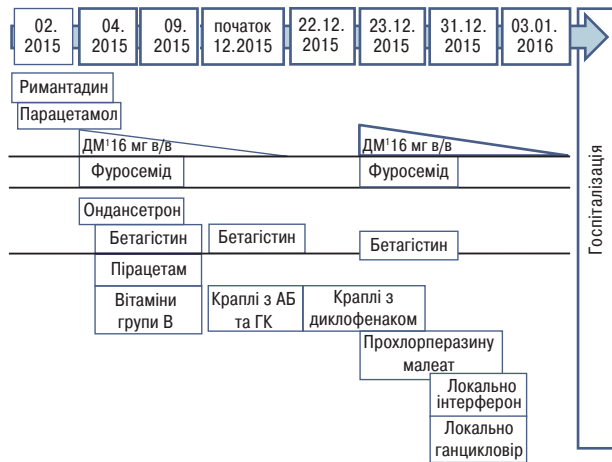 02.
2015
04.
2015
09.
2015
початок
12.2015
22.12.
2015
23.12.
2015
31.12.
2015
03.01.
2016
Римантадин
Парацетамол
ДМ¹16 мг в/в
ДМ¹16 мг в/в
Фуросемід
Фуросемід
Ондансетрон
Бетагістин
Бетагістин
Бетагістин
Пірацетам
Вітаміни
групи В
Краплі з АБ
та ГК
Краплі з
диклофенаком
Прохлорперазину
малеат
Локально
інтерферон
Локально
ганцикловір
Госпіталізація